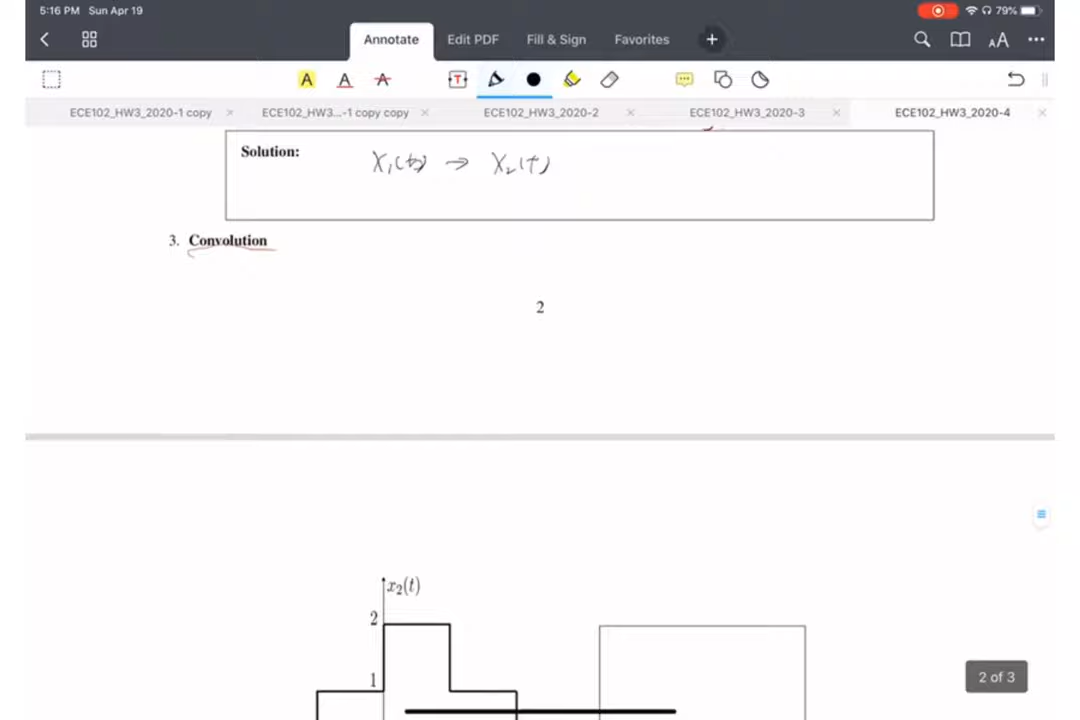 5:16 PM Sun Apr 19 79%
Annotate Edit PDF Fill & Sign Favorites + AA
A A A T
ECE102_HW3_2020-1 copy × ECE102_HW3...-1 copy copy × ECE102_HW3_2020-2 × ECE102_HW3_2020-3 × ECE102_HW3_2020-4 ×
Solution: x₁(t) → x₂(t)
3. Convolution
2
x₂(t)
2
1
2 of 3